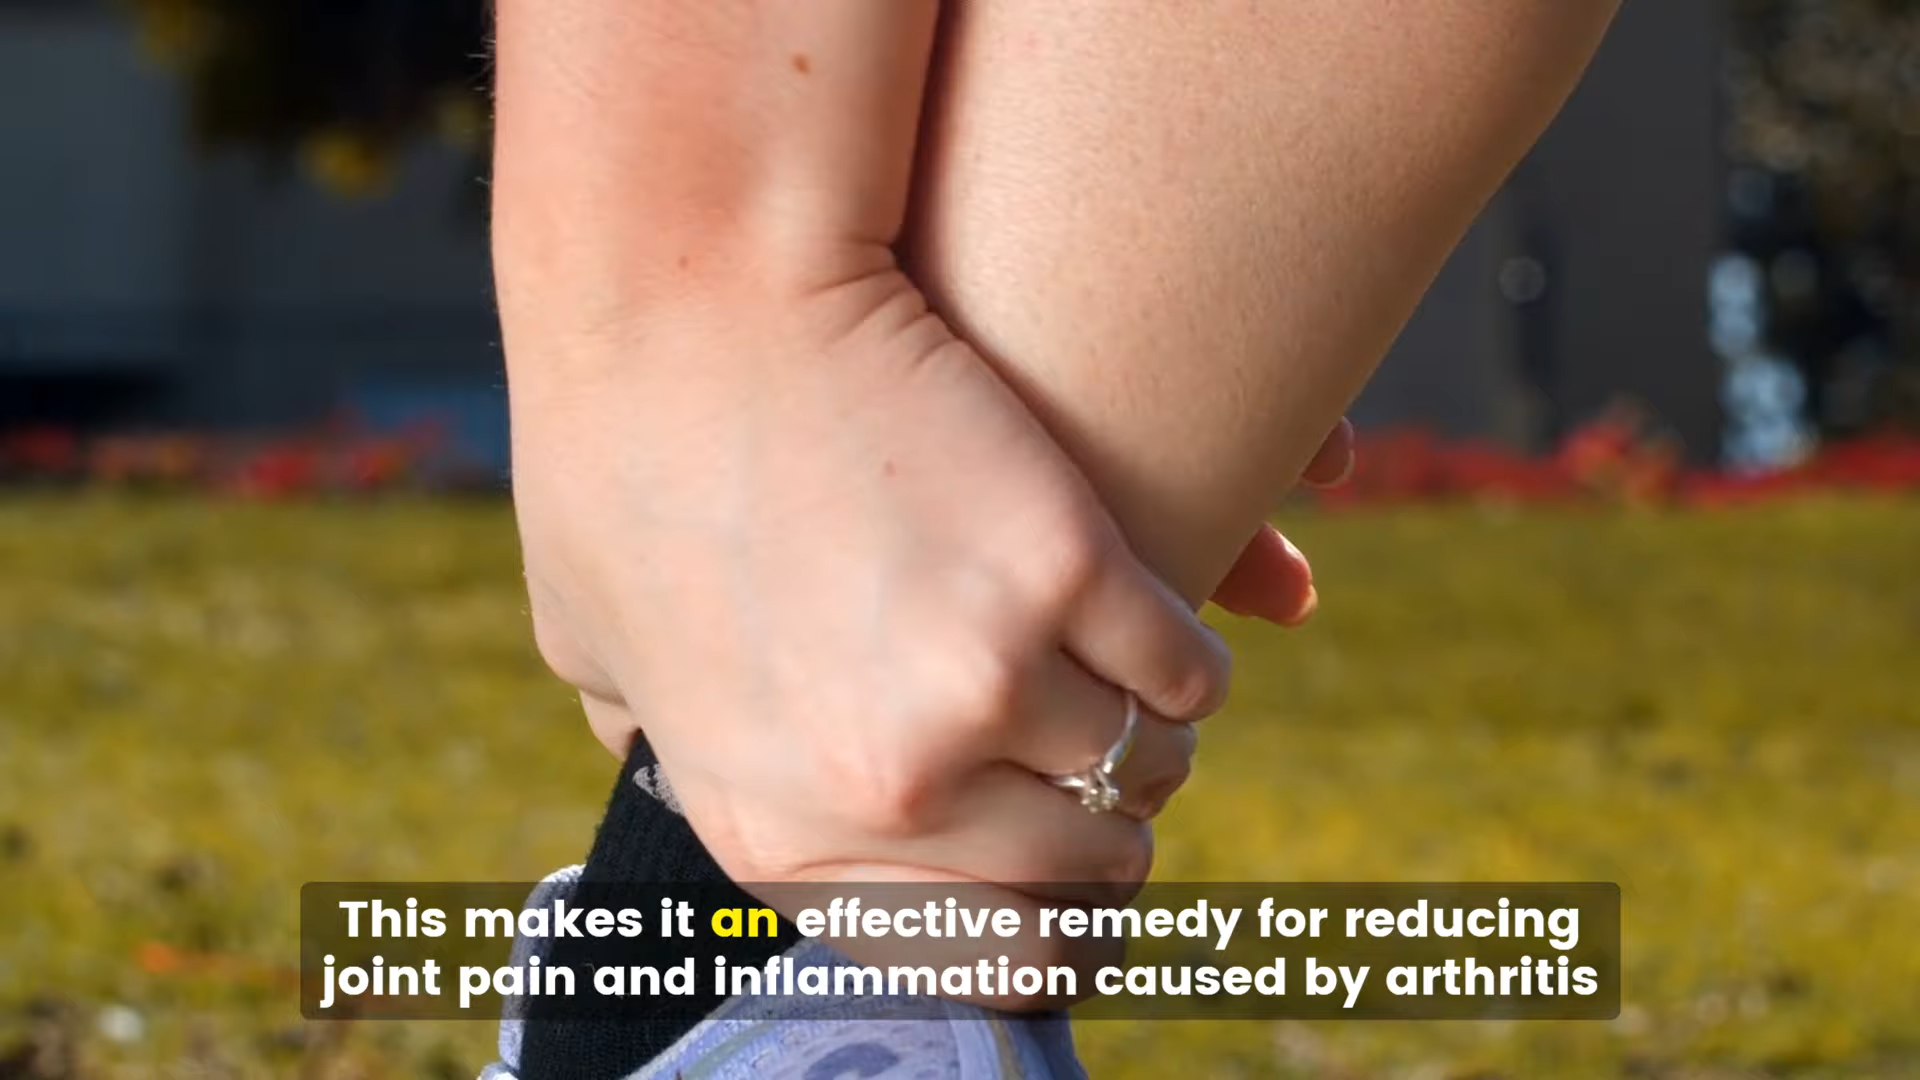 This makes it an effective remedy for reducing
joint pain and inflammation caused by arthritis